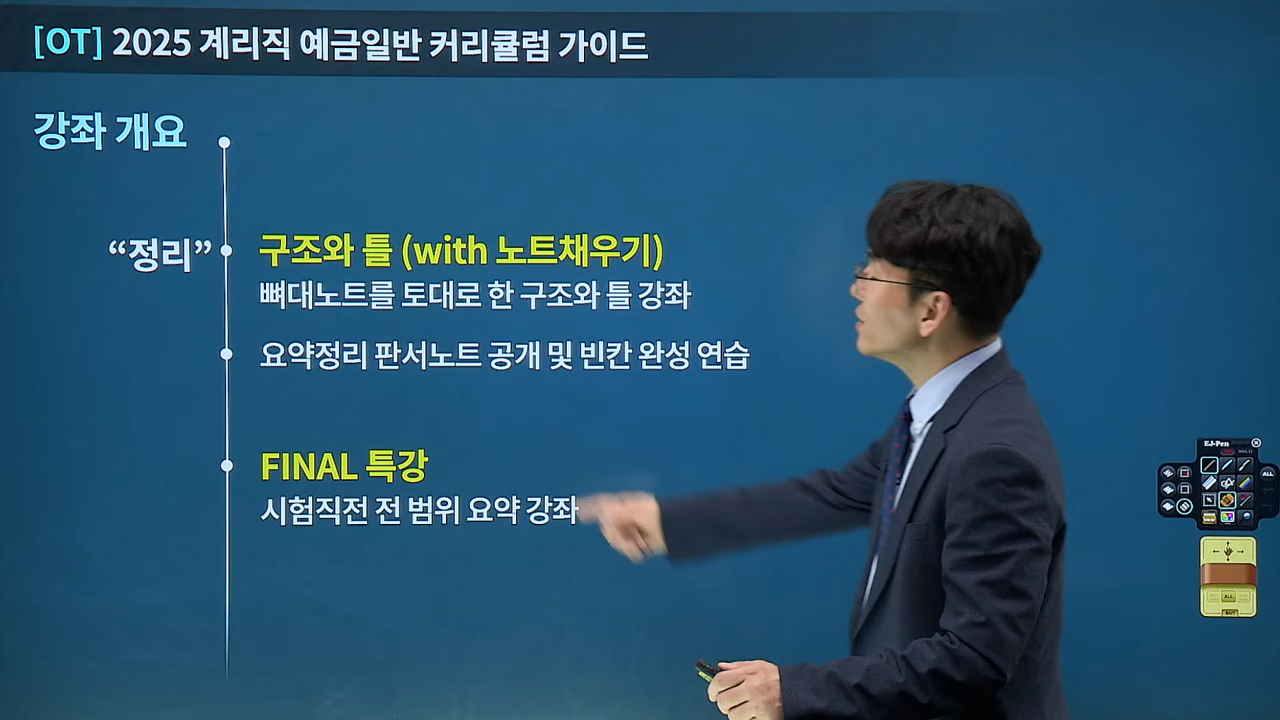 [OT] 2025 계리직 예금일반 커리큘럼 가이드
강좌 개요
“정리”
구조와 틀 (with 노트채우기)
뼈대노트를 토대로 한 구조와 틀 강좌
요약정리 판서노트 공개 및 빈칸 완성 연습
FINAL 특강
시험직전 전 범위 요약 강좌
EJ-Pen
ALL
ALL